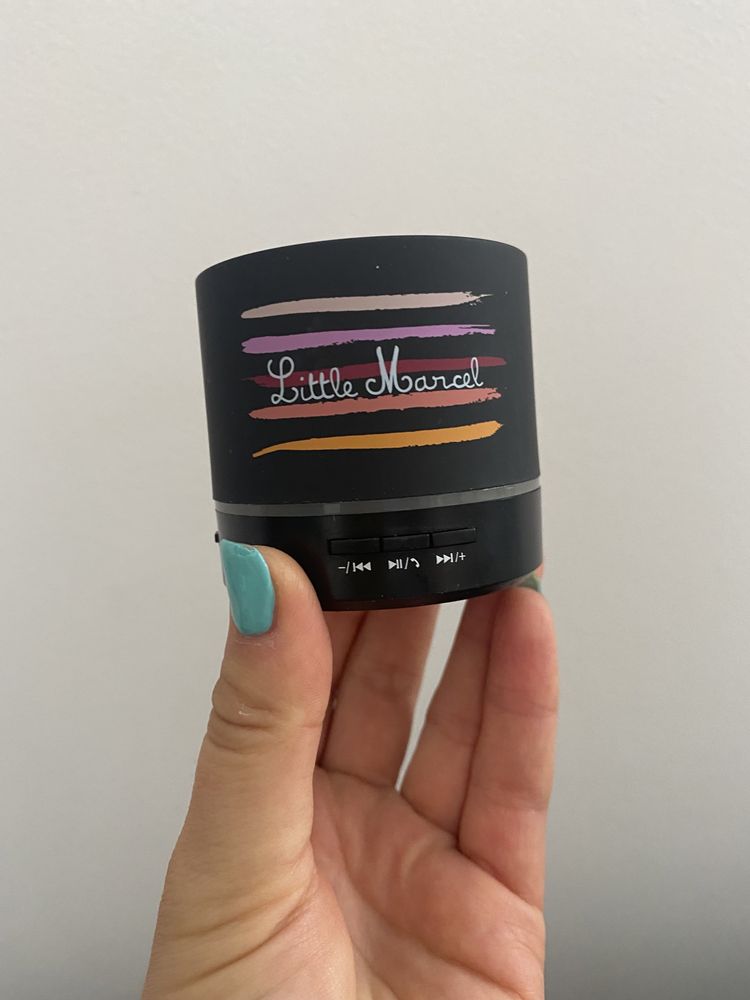 Little Marcel
-/⏮ ⏯/📞 ⏭/+